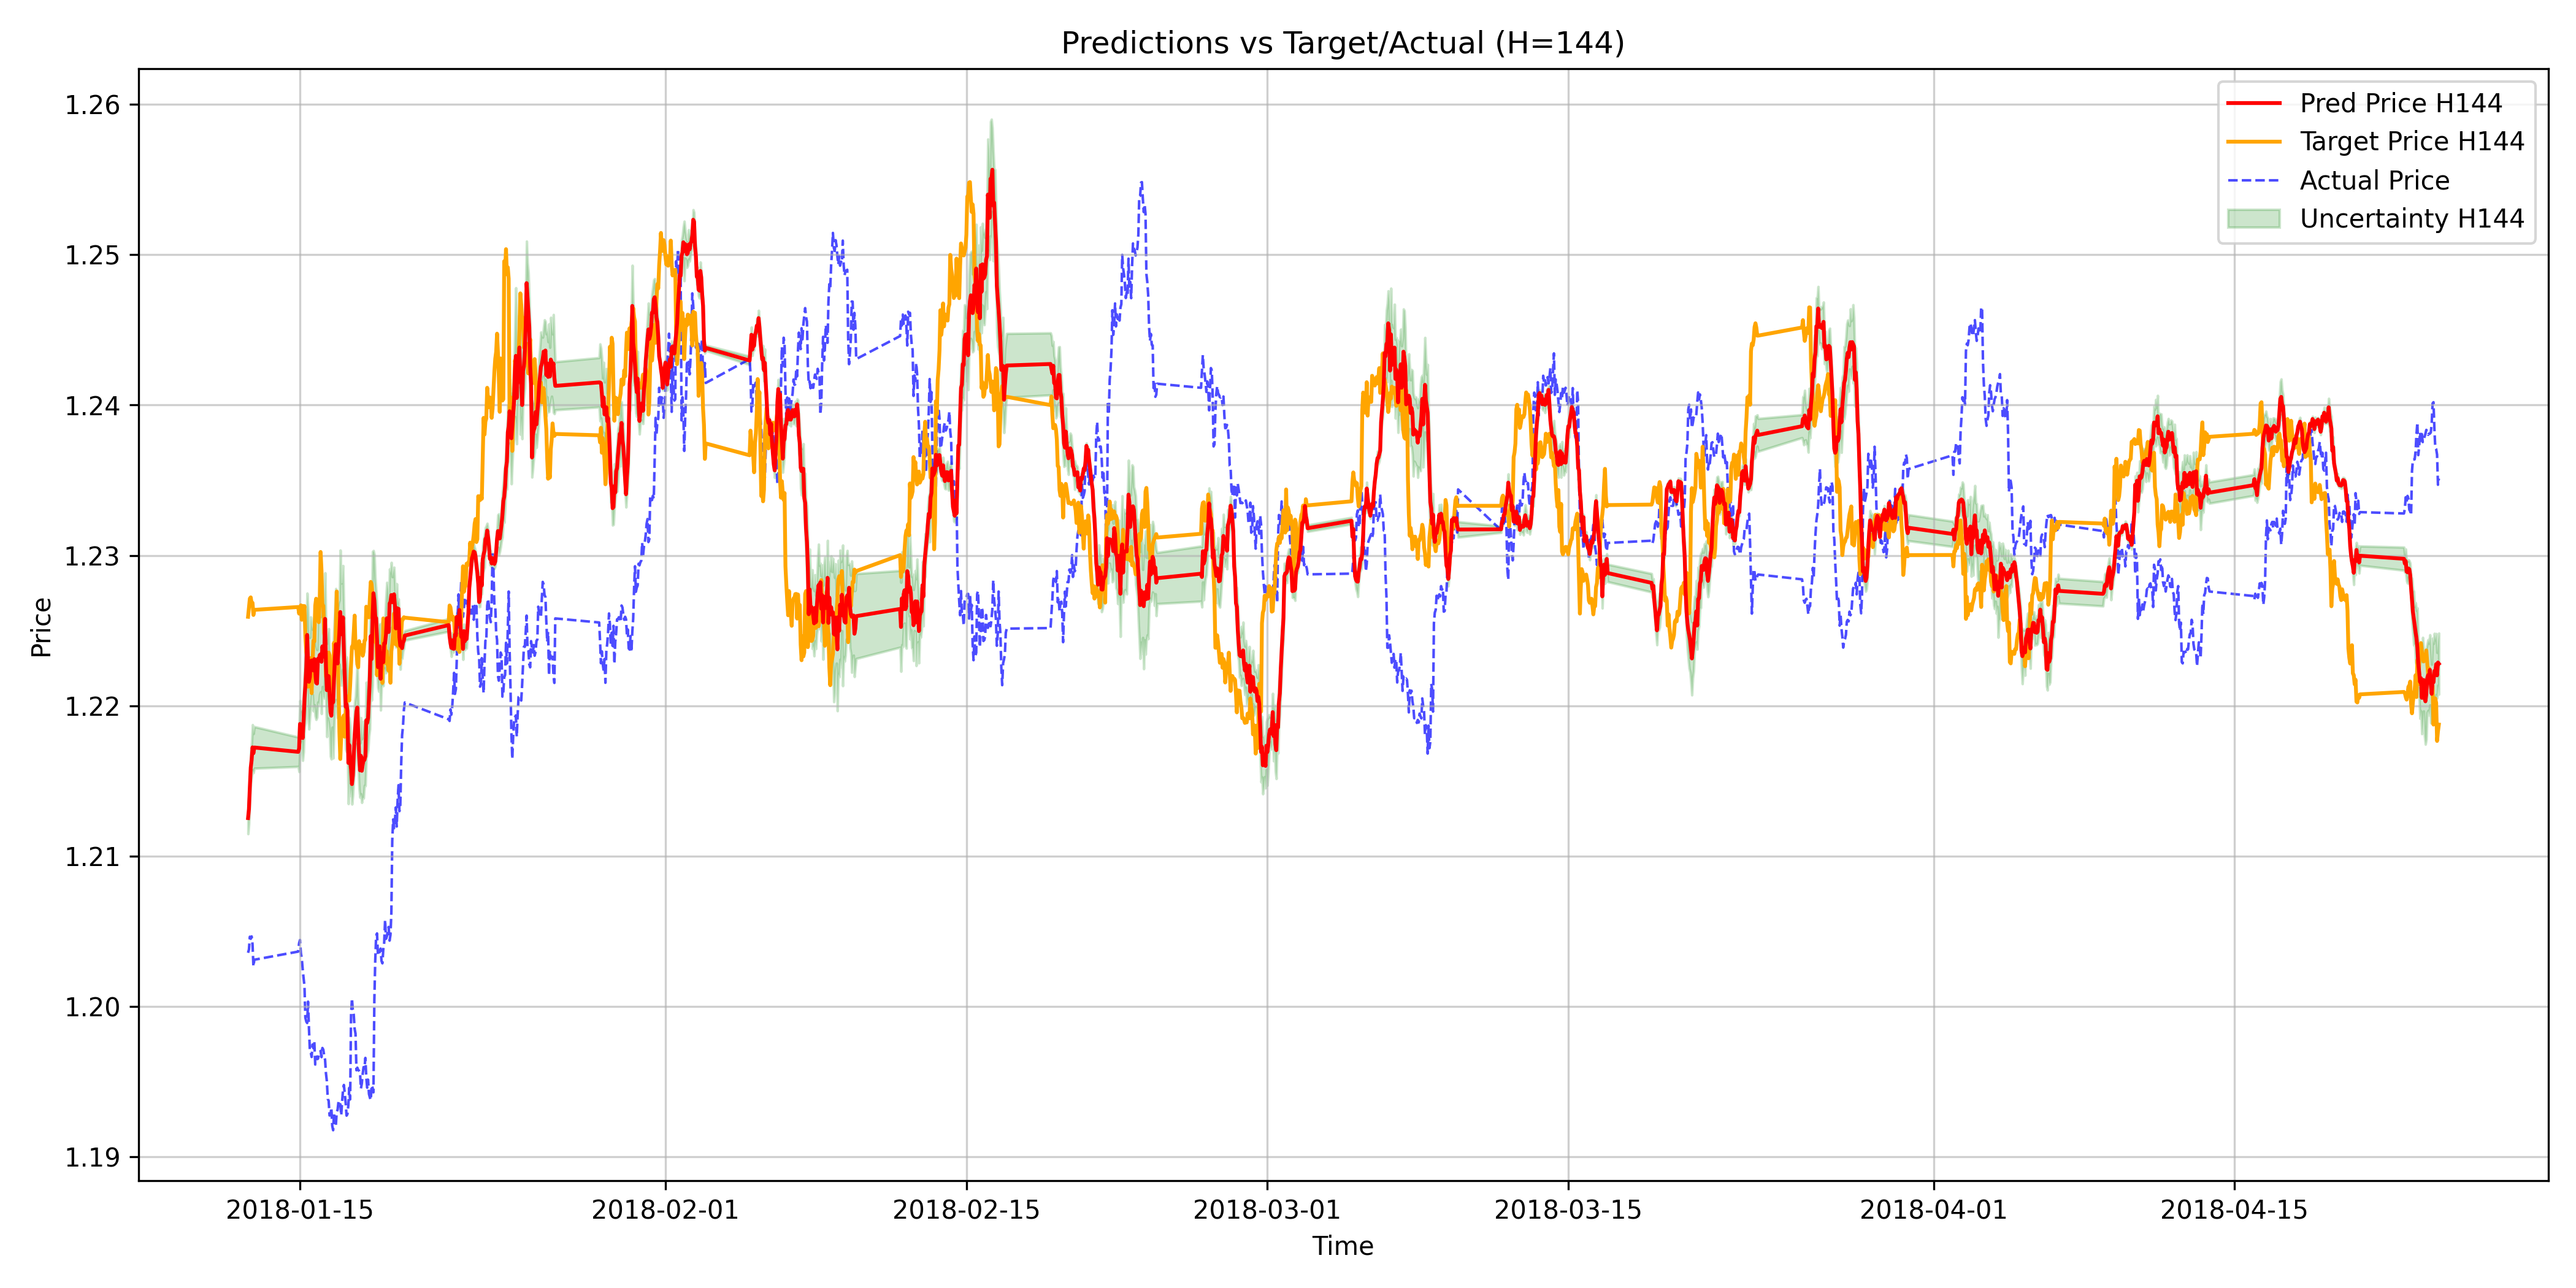 Predictions vs Target/Actual (H=144)
Pred Price H144
Target Price H144
Actual Price
Uncertainty H144
Price
1.26
1.25
1.24
1.23
1.22
1.21
1.20
1.19
2018-01-15
2018-02-01
2018-02-15
2018-03-01
2018-03-15
2018-04-01
2018-04-15
Time